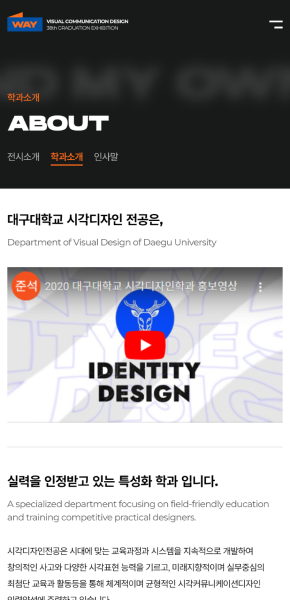 WAY
VISUAL COMMUNICATION DESIGN
38th GRADUATION EXHIBITION
O MY OWN
학과소개
ABOUT
전시소개 학과소개 인사말
대구대학교 시각디자인 전공은,
Department of Visual Design of Daegu University
준석 2020 대구대학교 시각디자인학과 홍보영상
IDENTITY
DESIGN
실력을 인정받고 있는 특성화 학과 입니다.
A specialized department focusing on field-friendly education
and training competitive practical designers.
시각디자인전공은 시대에 맞는 교육과정과 시스템을 지속적으로 개발하여
창의적인 사고와 다양한 시각표현 능력을 기르고, 미래지향적이며 실무중심의
최첨단 교육과 활동등을 통해 체계적이며 균형적인 시각커뮤니케이션디자인